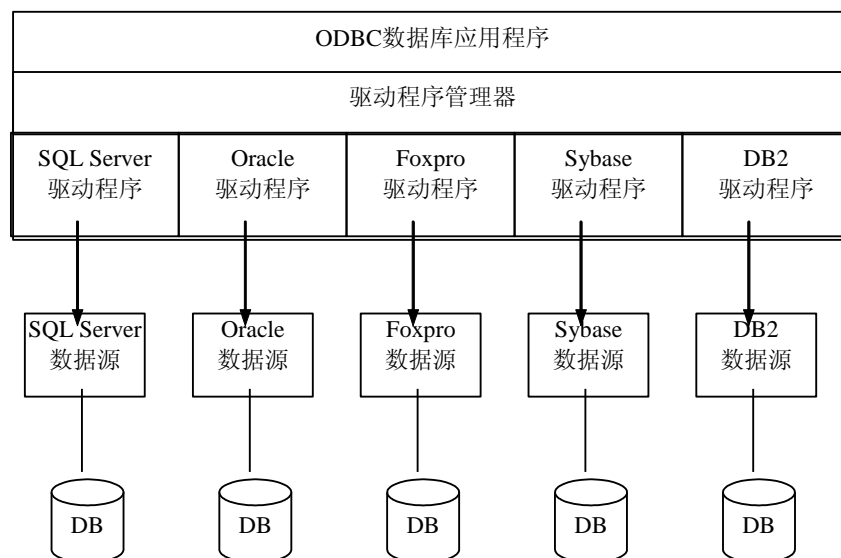 ODBC数据库应用程序
驱动程序管理器
SQL Server
驱动程序
Oracle
驱动程序
Foxpro
驱动程序
Sybase
驱动程序
DB2
驱动程序
SQL Server
数据源
Oracle
数据源
Foxpro
数据源
Sybase
数据源
DB2
数据源
DB
DB
DB
DB
DB